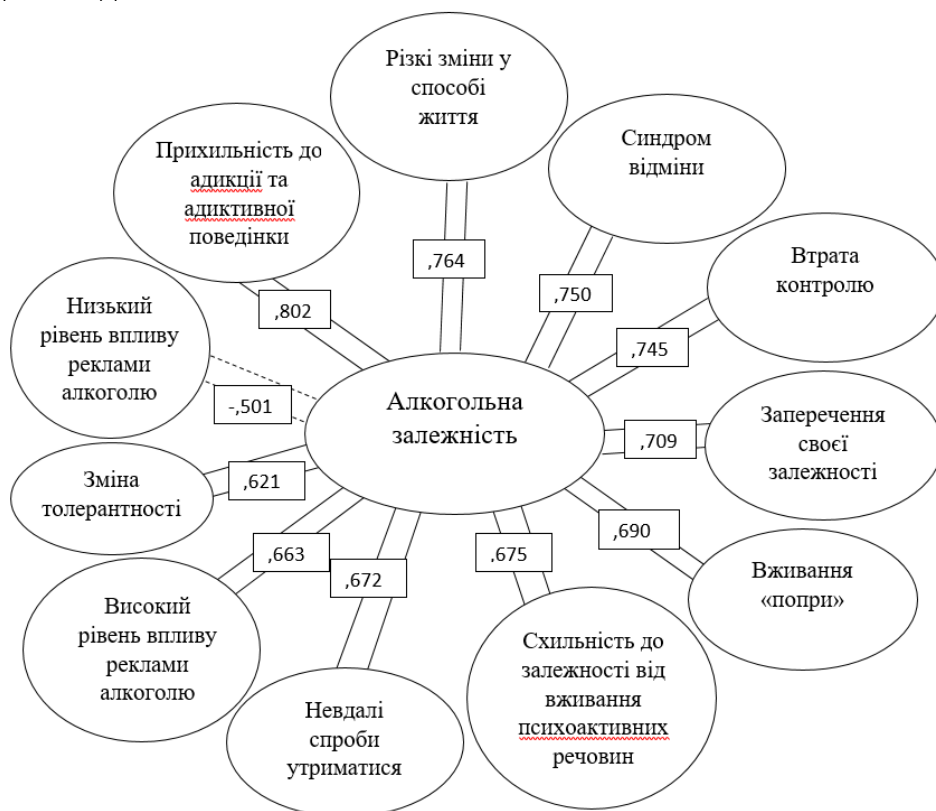 Різкі зміни у
способі
життя
Синдром
відміни
Прихильність до
адикції та
адиктивної
поведінки
Втрата
контролю
,764
,750
,802
Низький
рівень впливу
реклами
алкоголю
,745
-,501
Алкогольна
залежність
Заперечення
своєї
залежності
,709
Зміна
толерантності
,621
,690
,663
,672
,675
Вживання
«попри»
Високий
рівень впливу
реклами
алкоголю
Схильність до
залежності від
вживання
психоактивних
речовин
Невдалі
спроби
утриматися